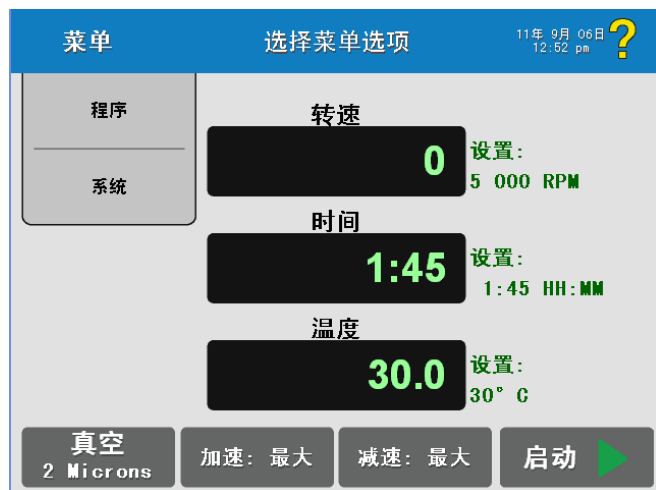 菜单
选择菜单选项
11年 9月 06日
12:52 pm
?
程序
系统
转速
0
设置:
5 000 RPM
时间
1:45
设置:
1:45 HH:MM
温度
30.0
设置:
30° C
真空
2 Microns
加速: 最大
减速: 最大
启动